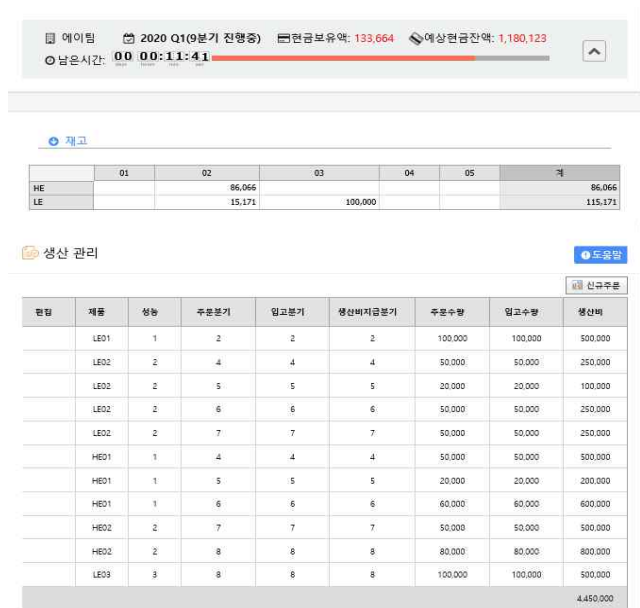 에이팀 2020 Q1(9분기 진행중) 현금보유액: 133,664 예상현금잔액: 1,180,123
남은시간: 00 00:11:41
재고
01 02 03 04 05 계
HE 86,066 86,066
LE 15,171 100,000 115,171
생산 관리 도움말
신규주문
편집 제품 성능 주문분기 입고분기 생산비지급분기 주문수량 입고수량 생산비
LE01 1 2 2 2 100,000 100,000 500,000
LE02 2 4 4 4 50,000 50,000 250,000
LE02 2 5 5 5 20,000 20,000 100,000
LE02 2 6 6 6 50,000 50,000 250,000
LE02 2 7 7 7 50,000 50,000 250,000
HE01 1 4 4 4 50,000 50,000 500,000
HE01 1 5 5 5 20,000 20,000 200,000
HE01 1 6 6 6 60,000 60,000 600,000
HE02 2 7 7 7 50,000 50,000 500,000
HE02 2 8 8 8 80,000 80,000 800,000
LE03 3 8 8 8 100,000 100,000 500,000
4,450,000